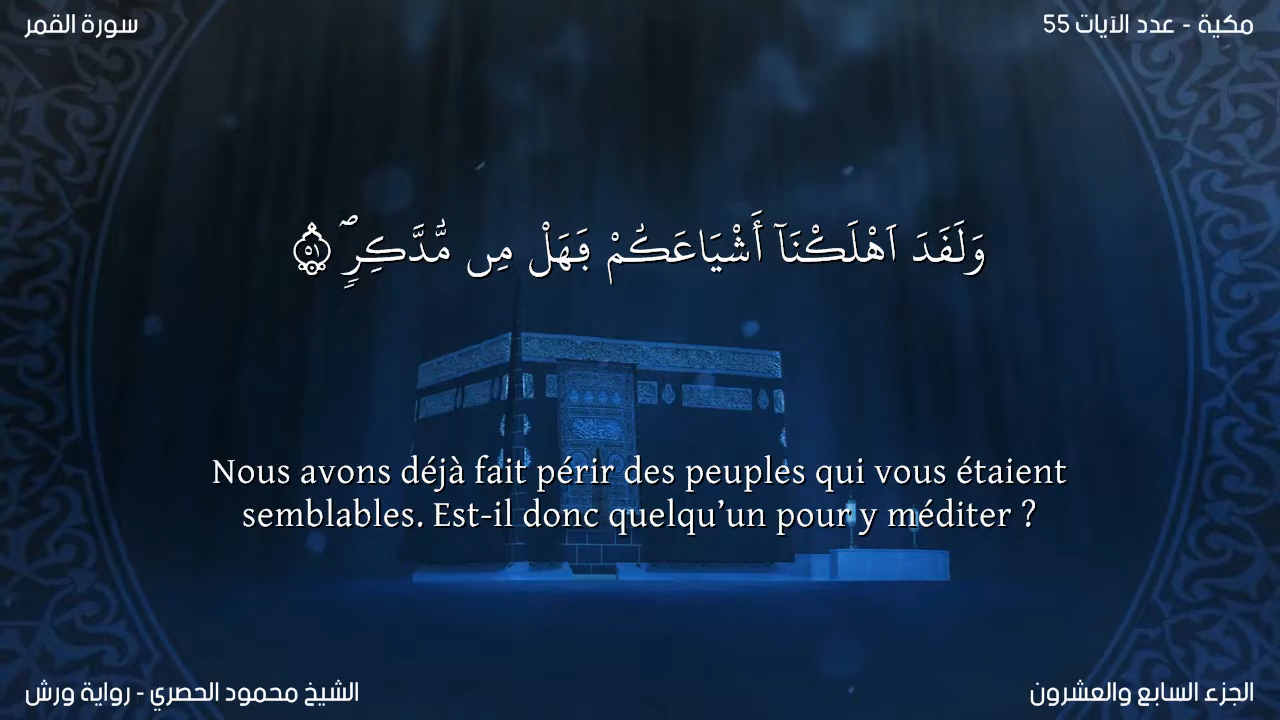 سورة القمر
مكية - عدد الآيات 55
وَلَقَدَ اَهْلَكْنَآ أَشْيَاعَكُمْ فَهَلْ مِن مُّدَّكِرٖۖ ٥١
Nous avons déjà fait périr des peuples qui vous étaient
semblables. Est-il donc quelqu’un pour y méditer ?
الشيخ محمود الحصري - رواية ورش
الجزء السابع والعشرون